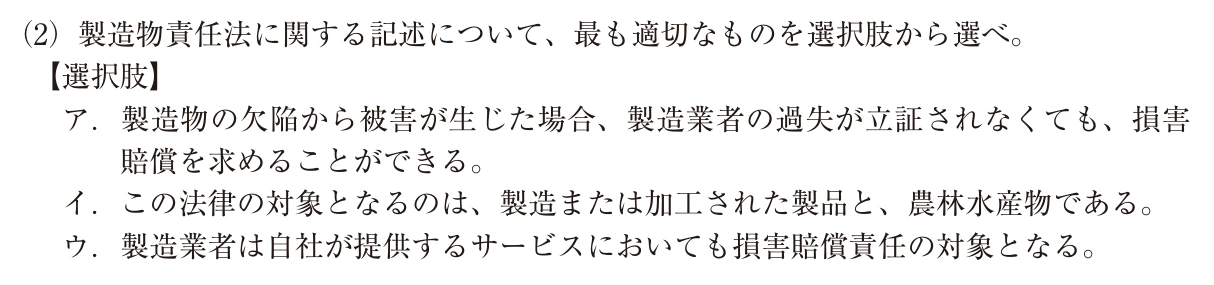 (2) 製造物責任法に関する記述について、最も適切なものを選択肢から選べ。
【選択肢】
ア．製造物の欠陥から被害が生じた場合、製造業者の過失が立証されなくても、損害
賠償を求めることができる。
イ．この法律の対象となるのは、製造または加工された製品と、農林水産物である。
ウ．製造業者は自社が提供するサービスにおいても損害賠償責任の対象となる。